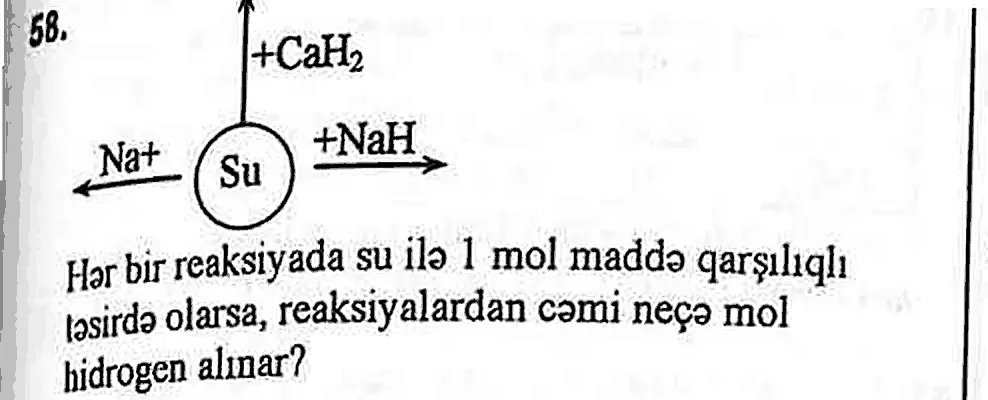 58.
+CaH₂
Na+ Su +NaH
Hər bir reaksiyada su ilə 1 mol maddə qarşılıqlı
təsirdə olarsa, reaksiyalardan cəmi neçə mol
hidrogen alınar?